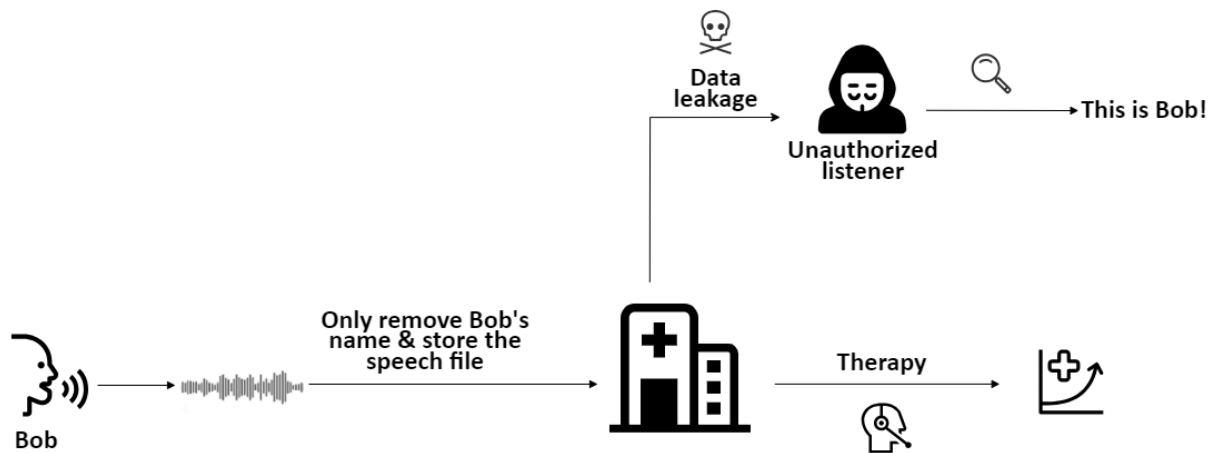 Data
leakage
Unauthorized
listener
This is Bob!
Bob
Only remove Bob's
name & store the
speech file
Therapy